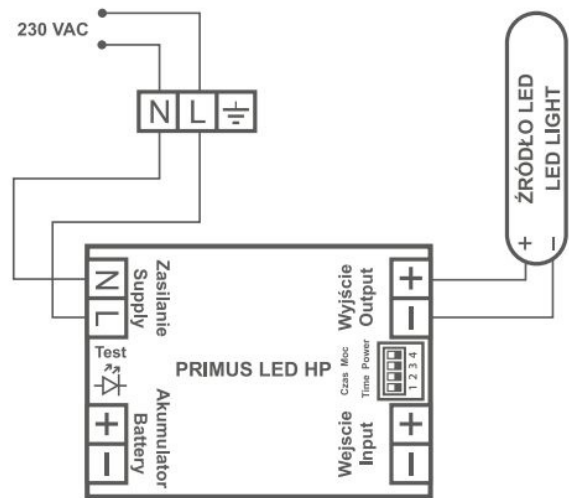 230 VAC
N L
ŹRÓDŁO LED
LED LIGHT
+ -
N
L
Zasilanie
Supply
Wyjście
Output
+
-
Test
PRIMUS LED HP
Czas Moc
Time Power
1 2 3 4
+
-
Akumulator
Battery
Wejscie
Input
+
-